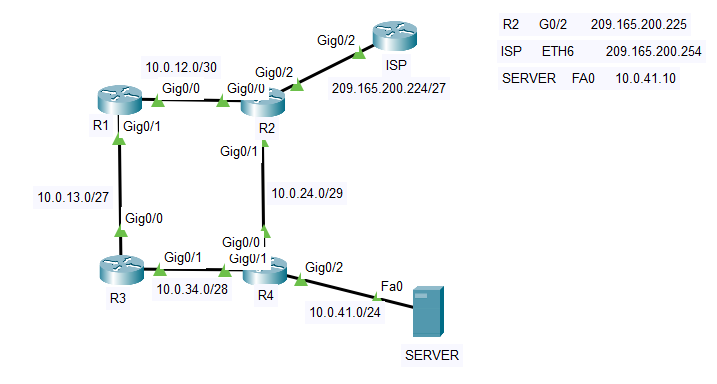 R2 G0/2 209.165.200.225
ISP ETH6 209.165.200.254
SERVER FA0 10.0.41.10
Gig0/2
ISP
10.0.12.0/30
Gig0/2
209.165.200.224/27
Gig0/0
Gig0/0
R1
Gig0/1
R2
Gig0/1
10.0.13.0/27
10.0.24.0/29
Gig0/0
Gig0/0
Gig0/1
Gig0/1
Gig0/2
R3
10.0.34.0/28
R4
Fa0
10.0.41.0/24
SERVER